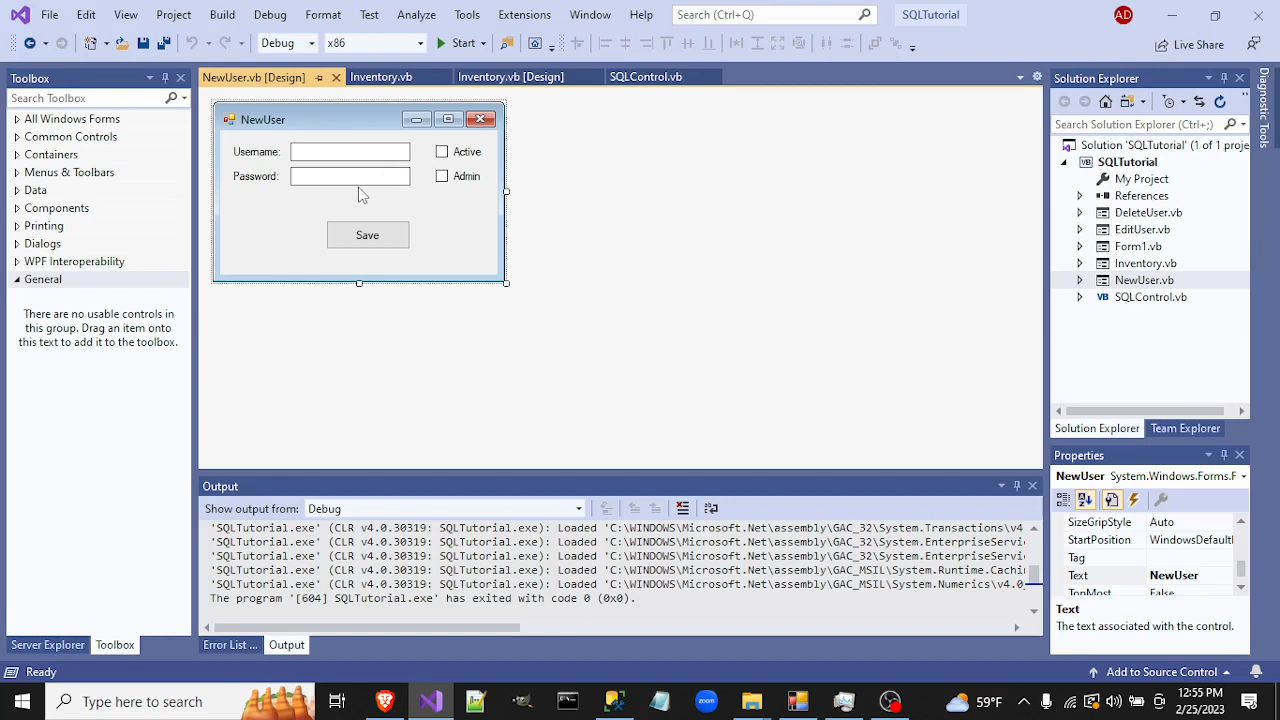 File Edit View Project Build Debug Format Test Analyze Tools Extensions Window Help Search (Ctrl+Q) SQLTutorial AD
Debug x86 Start Live Share
Toolbox
Search Toolbox
All Windows Forms
Common Controls
Containers
Menus & Toolbars
Data
Components
Printing
Dialogs
WPF Interoperability
General
There are no usable controls in
this group. Drag an item onto
this text to add it to the toolbox.
Server Explorer Toolbox
NewUser.vb [Design] Inventory.vb Inventory.vb [Design] SQLControl.vb
NewUser
Username: Active
Password: Admin
Save
Output
Show output from: Debug
'SQLTutorial.exe' (CLR v4.0.30319: SQLTutorial.exe): Loaded 'C:\WINDOWS\Microsoft.Net\assembly\GAC_32\System.Transactions\v4
'SQLTutorial.exe' (CLR v4.0.30319: SQLTutorial.exe): Loaded 'C:\WINDOWS\Microsoft.Net\assembly\GAC_32\System.EnterpriseServic
'SQLTutorial.exe' (CLR v4.0.30319: SQLTutorial.exe): Loaded 'C:\WINDOWS\Microsoft.Net\assembly\GAC_32\System.EnterpriseServic
'SQLTutorial.exe' (CLR v4.0.30319: SQLTutorial.exe): Loaded 'C:\WINDOWS\Microsoft.Net\assembly\GAC_MSIL\System.Runtime.Cachin
'SQLTutorial.exe' (CLR v4.0.30319: SQLTutorial.exe): Loaded 'C:\WINDOWS\Microsoft.Net\assembly\GAC_MSIL\System.Numerics\v4.0
The program '[604] SQLTutorial.exe' has exited with code 0 (0x0).
Error List ... Output
Solution Explorer
Search Solution Explorer (Ctrl+;)
Solution 'SQLTutorial' (1 of 1 proje
SQLTutorial
My Project
References
DeleteUser.vb
EditUser.vb
Form1.vb
Inventory.vb
NewUser.vb
SQLControl.vb
Solution Explorer Team Explorer
Properties
NewUser System.Windows.Forms.F
SizeGripStyle Auto
StartPosition WindowsDefaultl
Tag
Text NewUser
TopMost False
Text
The text associated with the control.
Diagnostic Tools
Ready Add to Source Control
Type here to search 59°F 12:55 PM
2/25/2023